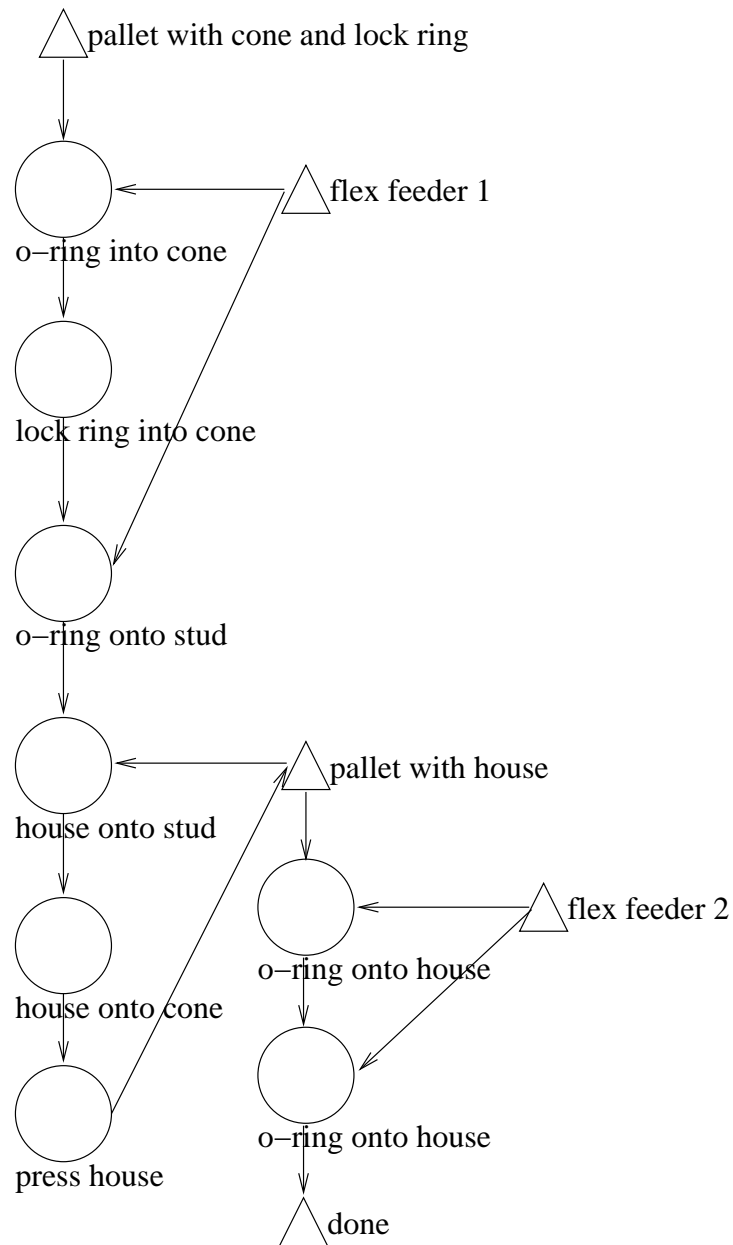 pallet with cone and lock ring
flex feeder 1
o−ring into cone
lock ring into cone
o−ring onto stud
pallet with house
house onto stud
flex feeder 2
o−ring onto house
house onto cone
o−ring onto house
press house
done